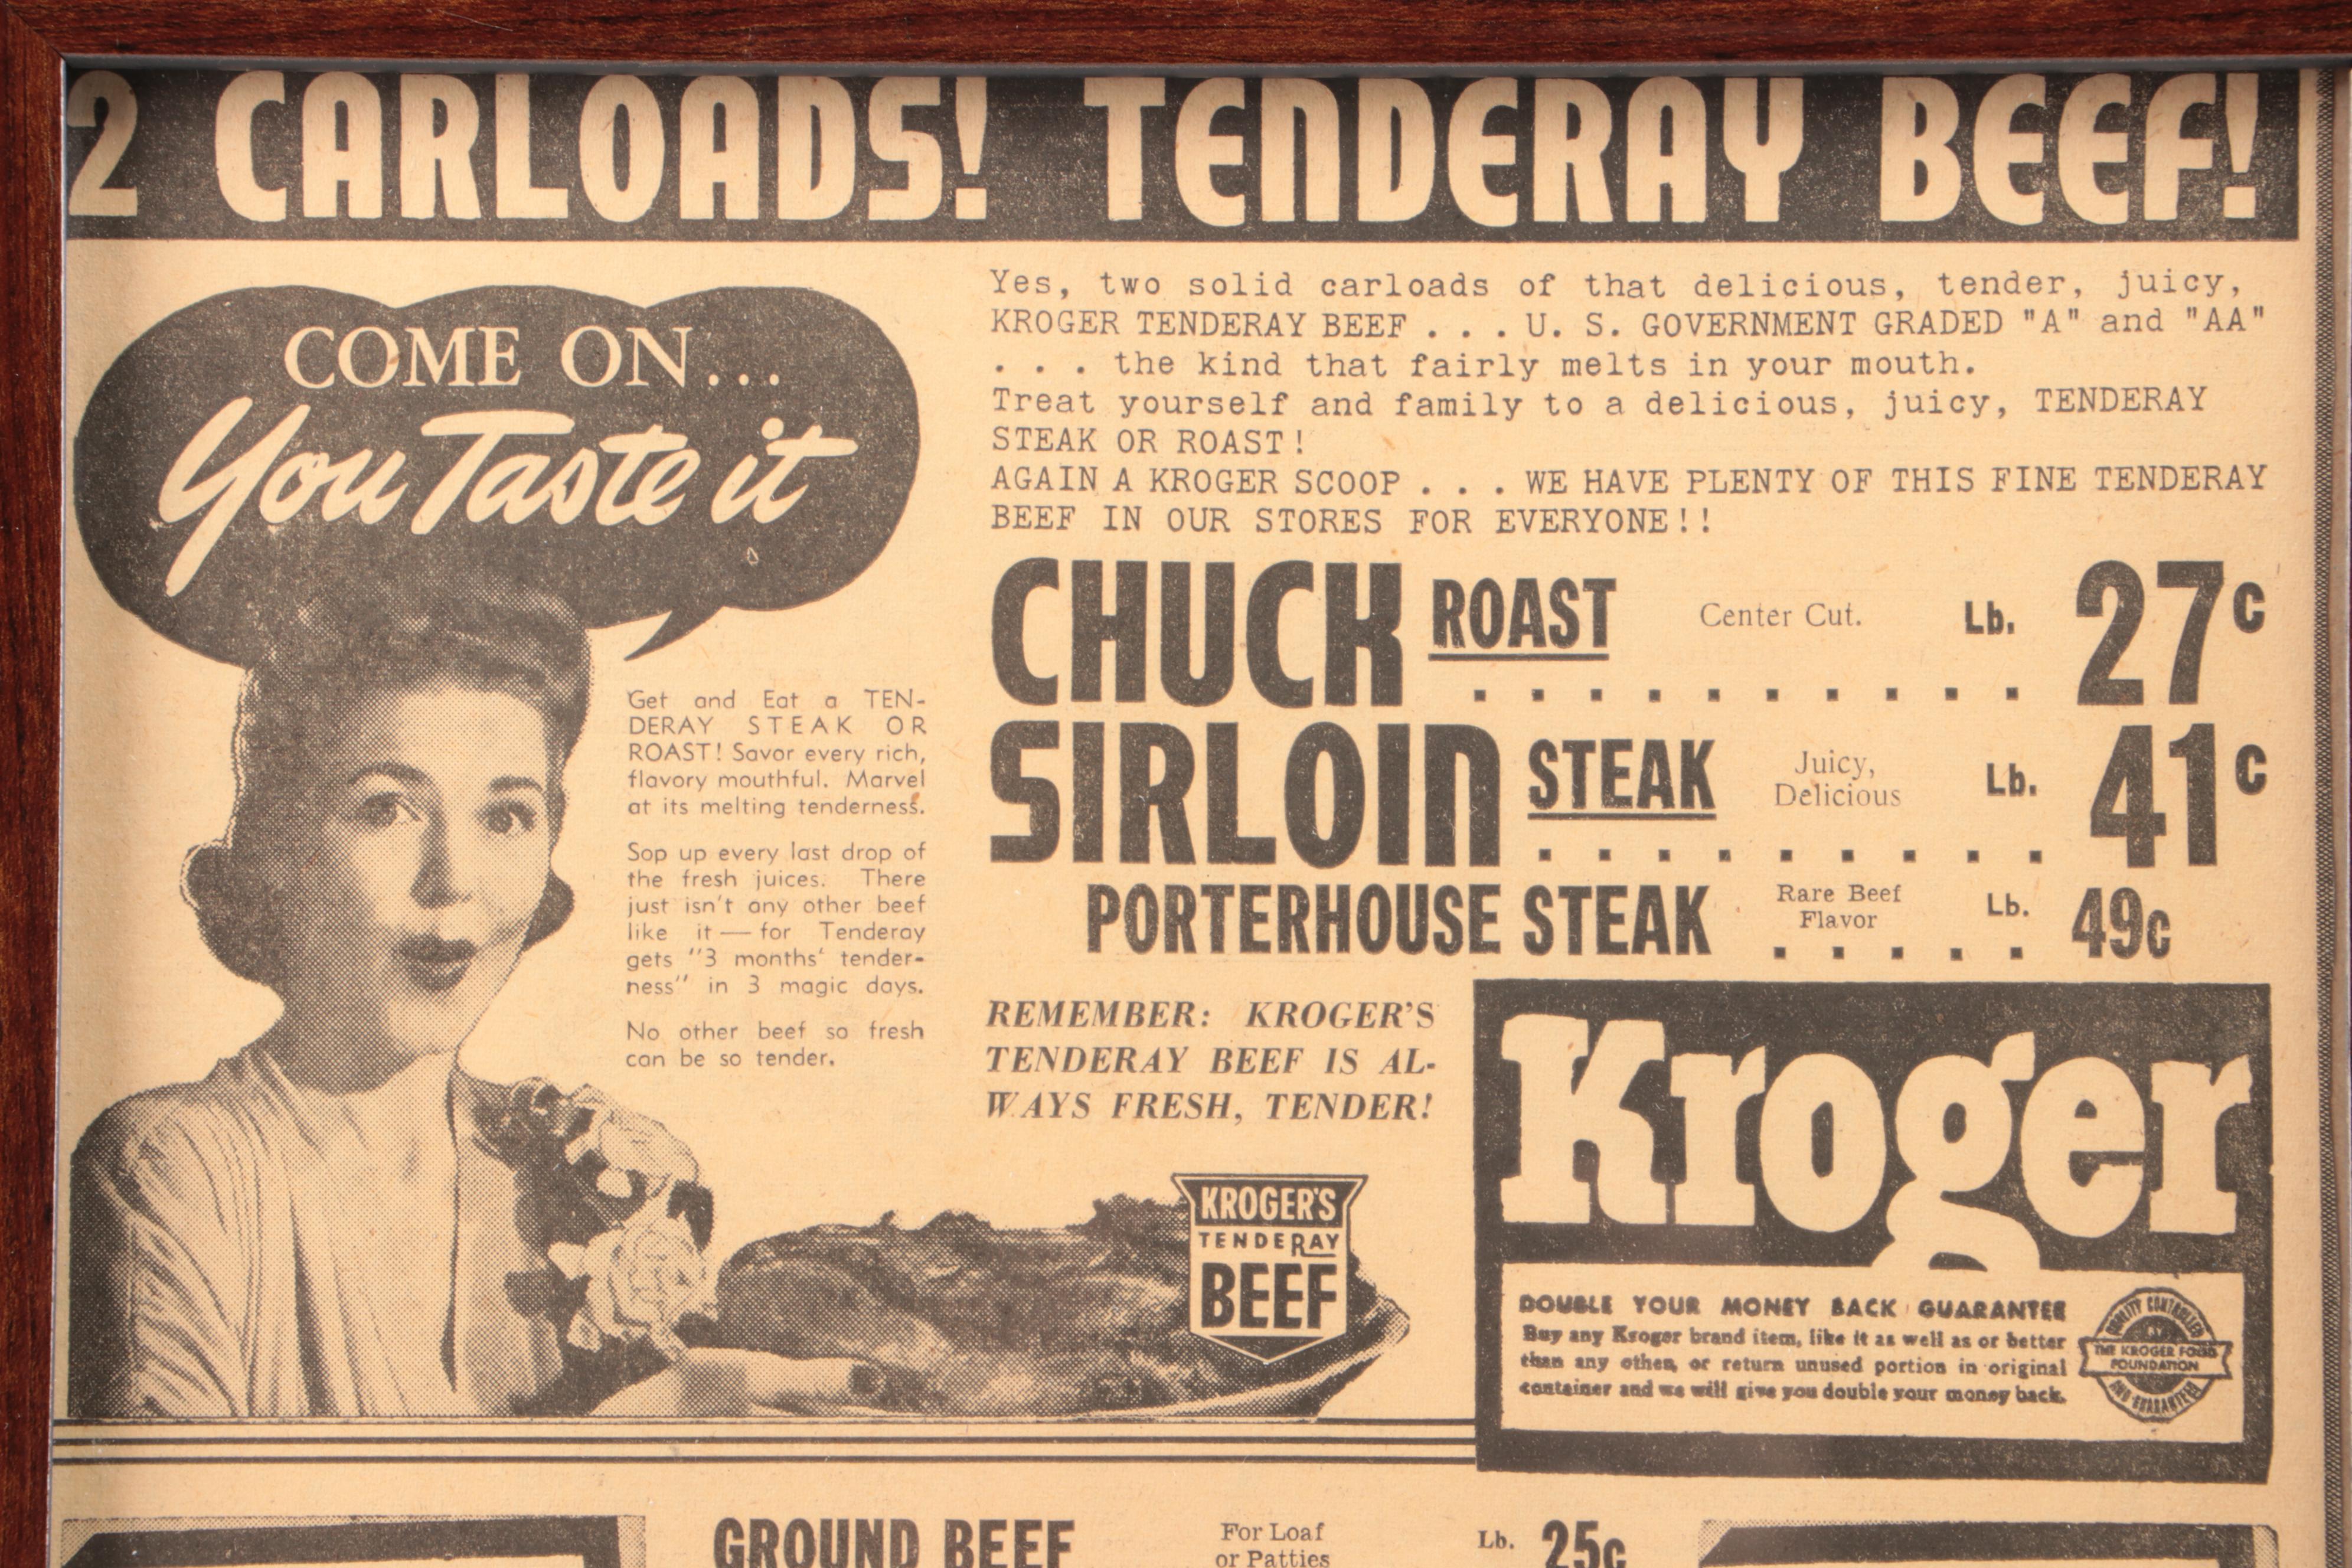 2 CARLOADS! TENDERAY BEEF!
COME ON...
You Taste it
Get and Eat a TEN-
DERAY STEAK OR
ROAST! Savor every rich,
flavory mouthful. Marvel
at its melting tenderness.
Sop up every last drop of
the fresh juices. There
just isn't any other beef
like it — for Tenderay
gets "3 months' tender-
ness" in 3 magic days.
No other beef so fresh
can be so tender.
Yes, two solid carloads of that delicious, tender, juicy,
KROGER TENDERAY BEEF . . . U. S. GOVERNMENT GRADED "A" and "AA"
. . . the kind that fairly melts in your mouth.
Treat yourself and family to a delicious, juicy, TENDERAY
STEAK OR ROAST!
AGAIN A KROGER SCOOP . . . WE HAVE PLENTY OF THIS FINE TENDERAY
BEEF IN OUR STORES FOR EVERYONE!!
CHUCK ROAST Center Cut. Lb. 27c
SIRLOIN STEAK Juicy, Delicious Lb. 41c
PORTERHOUSE STEAK Rare Beef Flavor Lb. 49c
REMEMBER: KROGER'S
TENDERAY BEEF IS AL-
WAYS FRESH, TENDER!
KROGER'S
TENDERAY
BEEF
Kroger
DOUBLE YOUR MONEY BACK GUARANTEE
Buy any Kroger brand item, like it as well as or better
than any other, or return unused portion in original
container and we will give you double your money back.
QUALITY CONTROLLED
BY
THE KROGER FOOD
FOUNDATION
AND GUARANTEED
GROUND BEEF For Loaf or Patties Lb. 25c